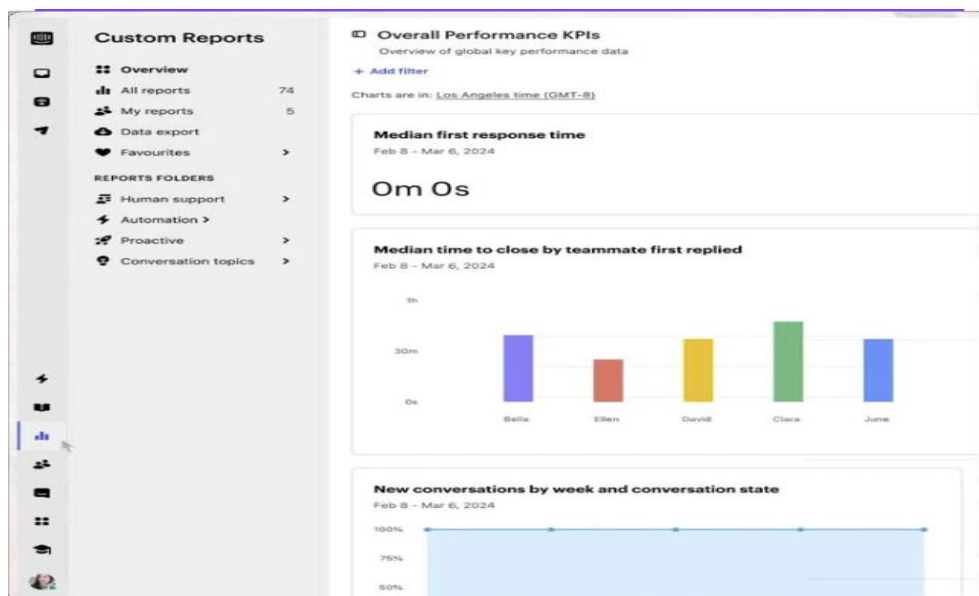 Custom Reports
Overview
All reports 74
My reports 5
Data export
Favourites
REPORTS FOLDERS
Human support
Automation
Proactive
Conversation topics
Overall Performance KPIs
Overview of global key performance data
+ Add filter
Charts are in: Los Angeles time (GMT-8)
Median first response time
Feb 8 - Mar 6, 2024
0m 0s
Median time to close by teammate first replied
Feb 8 - Mar 6, 2024
1h
30m
0s
Bella Ellen David Clara June
New conversations by week and conversation state
Feb 8 - Mar 6, 2024
100%
75%
50%